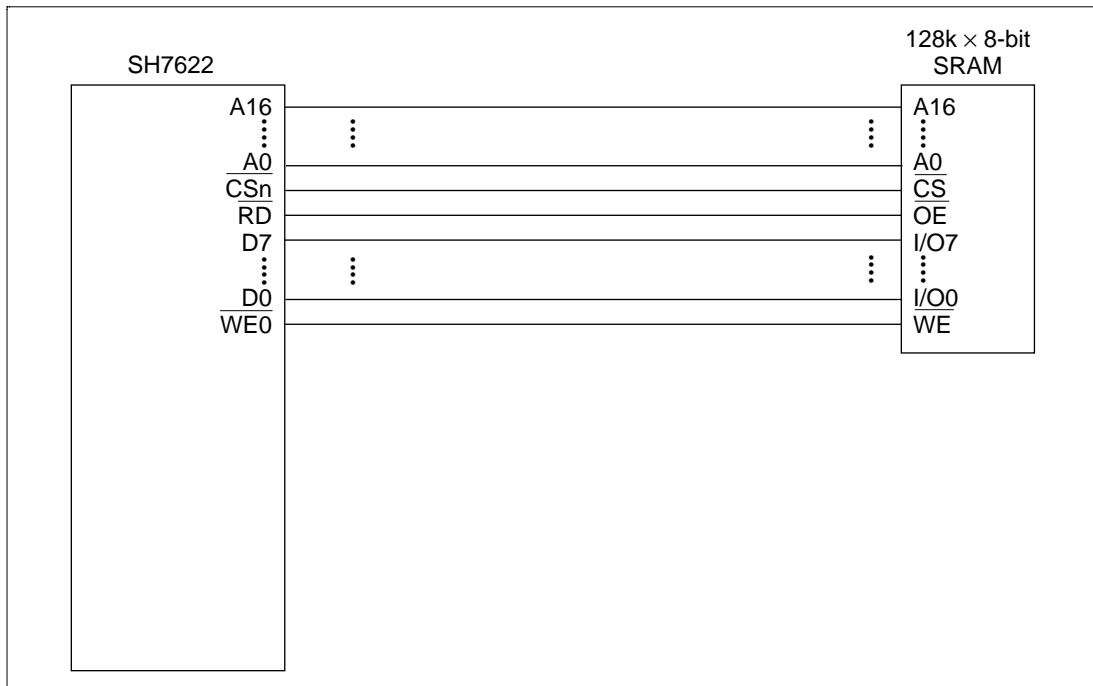 SH7622
A16
A0
CSn
RD
D7
D0
WE0
128k × 8-bit
SRAM
A16
A0
CS
OE
I/O7
I/O0
WE